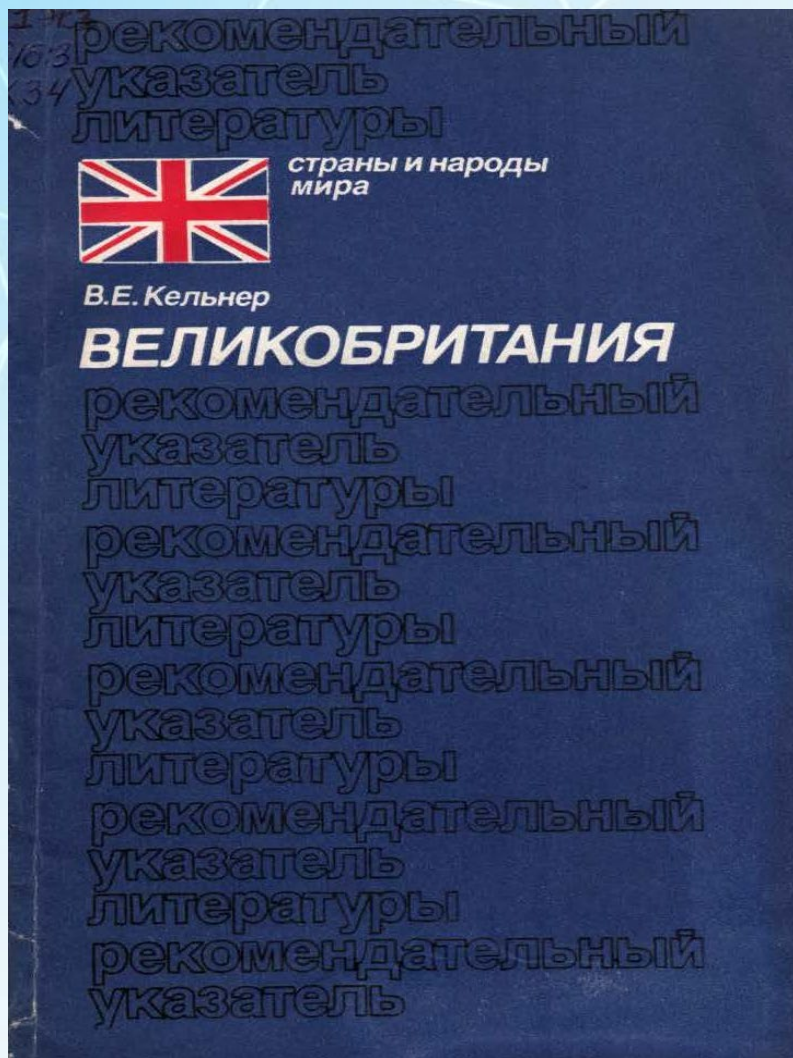 рекомендательный
указатель
литературы
страны и народы
мира
В.Е. Кельнер
ВЕЛИКОБРИТАНИЯ
рекомендательный
указатель
литературы
рекомендательный
указатель
литературы
рекомендательный
указатель
литературы
рекомендательный
указатель
литературы
рекомендательный
указатель